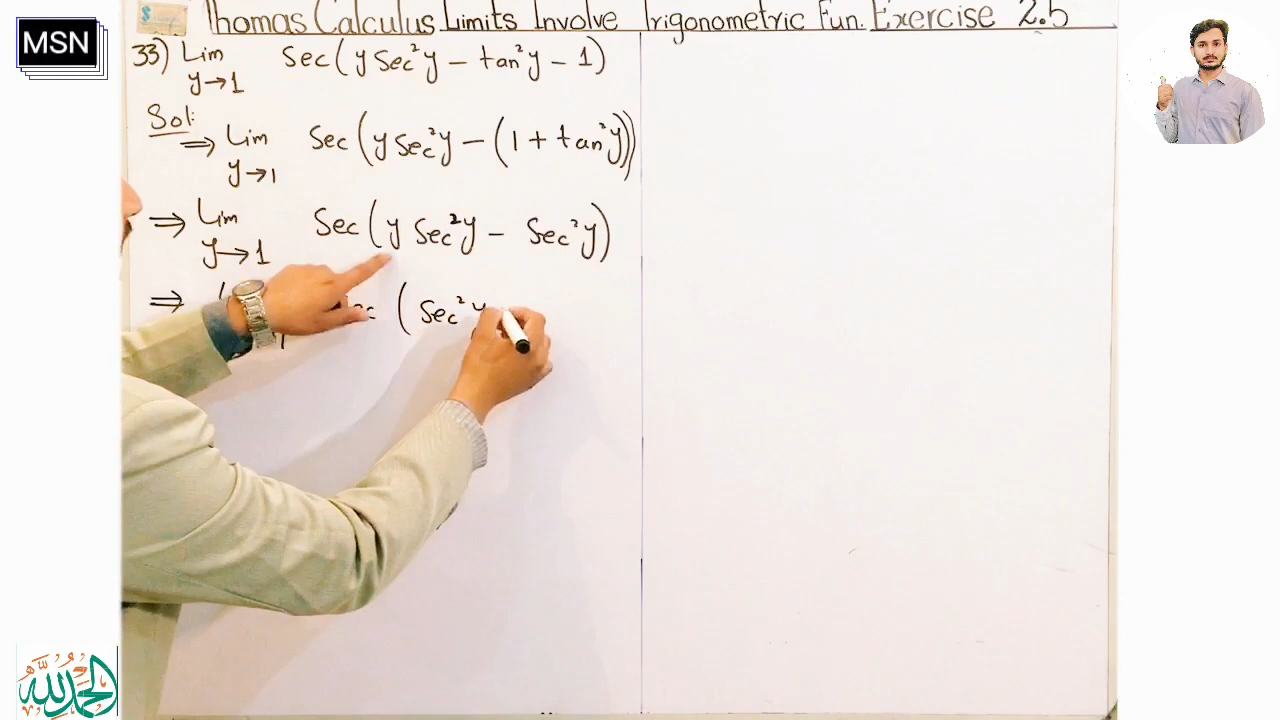 MSN
Thomas Calculus Limits Involve Trigonometric Fun. Exercise 2.5
33) Lim y→1 Sec(y Sec²y − tan²y − 1)
Sol:
⇒ Lim y→1 Sec(y Sec²y − (1 + tan²y))
⇒ Lim y→1 Sec(y Sec²y − Sec²y)
⇒ (Sec²y
الحمدلله